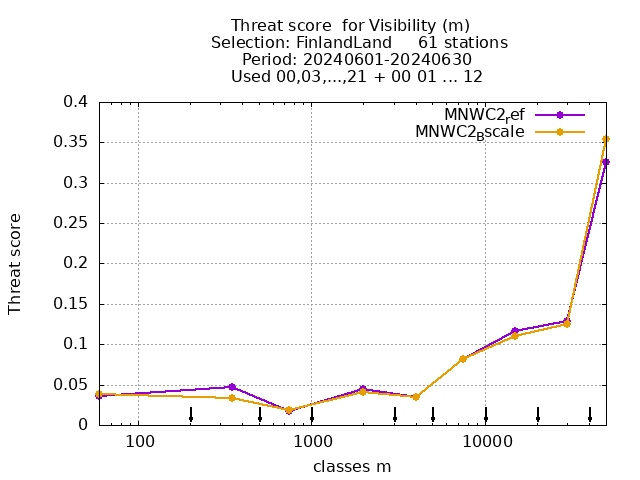 Threat score for Visibility (m)
Selection: FinlandLand 61 stations
Period: 20240601-20240630
Used 00,03,...,21 + 00 01 ... 12
MNWC2ref
MNWC2Bscale
0.4
0.35
0.3
0.25
0.2
0.15
0.1
0.05
0
Threat score
100 1000 10000
classes m